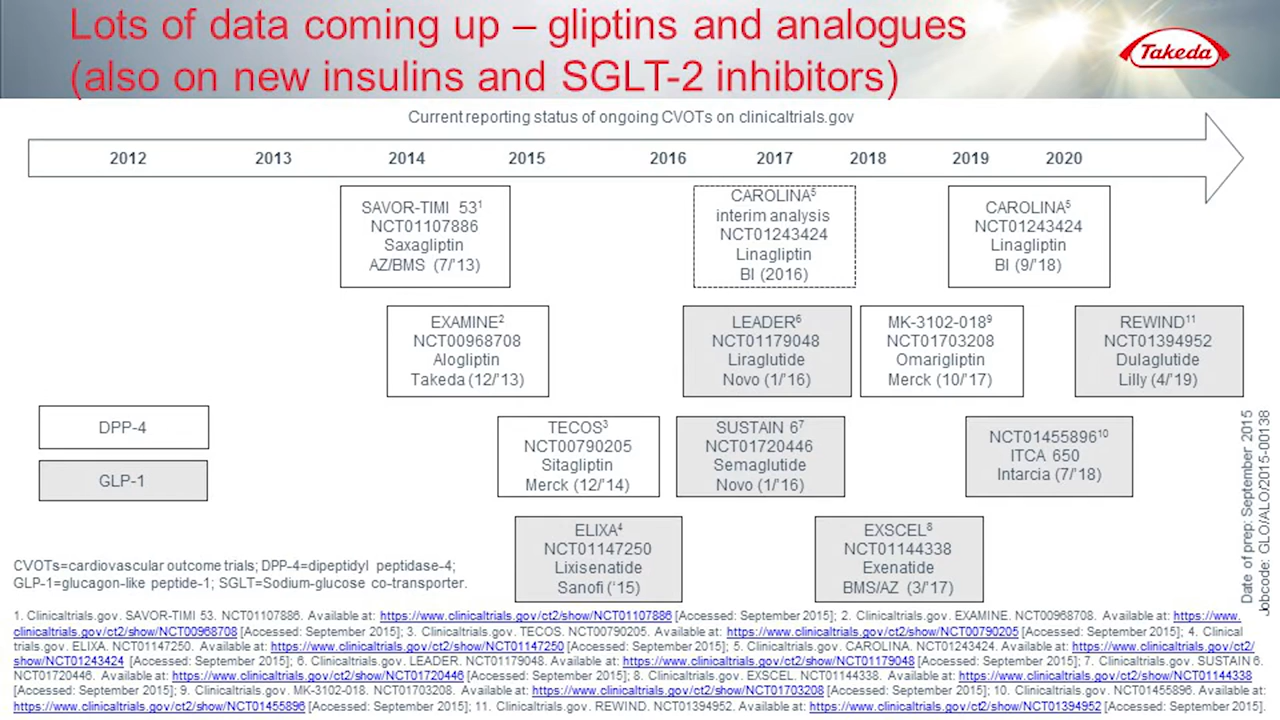 Lots of data coming up – gliptins and analogues
(also on new insulins and SGLT-2 inhibitors)
Takeda
Current reporting status of ongoing CVOTs on clinicaltrials.gov
2012 2013 2014 2015 2016 2017 2018 2019 2020
SAVOR-TIMI 53¹
NCT01107886
Saxagliptin
AZ/BMS (7/'13)
CAROLINA⁵
interim analysis
NCT01243424
Linagliptin
BI (2016)
CAROLINA⁵
NCT01243424
Linagliptin
BI (9/'18)
EXAMINE²
NCT00968708
Alogliptin
Takeda (12/'13)
LEADER⁶
NCT01179048
Liraglutide
Novo (1/'16)
MK-3102-018⁹
NCT01703208
Omarigliptin
Merck (10/'17)
REWIND¹¹
NCT01394952
Dulaglutide
Lilly (4/'19)
DPP-4
GLP-1
TECOS³
NCT00790205
Sitagliptin
Merck (12/'14)
SUSTAIN 6⁷
NCT01720446
Semaglutide
Novo (1/'16)
NCT01455896¹⁰
ITCA 650
Intarcia (7/'18)
ELIXA⁴
NCT01147250
Lixisenatide
Sanofi ('15)
EXSCEL⁸
NCT01144338
Exenatide
BMS/AZ (3/'17)
Date of prep: September 2015
Jobcode: GLO/ALO/2015-00138
CVOTs=cardiovascular outcome trials; DPP-4=dipeptidyl peptidase-4;
GLP-1=glucagon-like peptide-1; SGLT=Sodium-glucose co-transporter.
1. Clinicaltrials.gov. SAVOR-TIMI 53. NCT01107886. Available at: https://www.clinicaltrials.gov/ct2/show/NCT01107886 [Accessed: September 2015]; 2. Clinicaltrials.gov. EXAMINE. NCT00968708. Available at: https://www.
clinicaltrials.gov/ct2/show/NCT00968708 [Accessed: September 2015]; 3. Clinicaltrials.gov. TECOS. NCT00790205. Available at: https://www.clinicaltrials.gov/ct2/show/NCT00790205 [Accessed: September 2015]; 4. Clinical
trials.gov. ELIXA. NCT01147250. Available at: https://www.clinicaltrials.gov/ct2/show/NCT01147250 [Accessed: September 2015]; 5. Clinicaltrials.gov. CAROLINA. NCT01243424. Available at: https://www.clinicaltrials.gov/ct2/
show/NCT01243424 [Accessed: September 2015]; 6. Clinicaltrials.gov. LEADER. NCT01179048. Available at: https://www.clinicaltrials.gov/ct2/show/NCT01179048 [Accessed: September 2015]; 7. Clinicaltrials.gov. SUSTAIN 6.
NCT01720446. Available at: https://www.clinicaltrials.gov/ct2/show/NCT01720446 [Accessed: September 2015]; 8. Clinicaltrials.gov. EXSCEL. NCT01144338. Available at: https://www.clinicaltrials.gov/ct2/show/NCT01144338
[Accessed: September 2015]; 9. Clinicaltrials.gov. MK-3102-018. NCT01703208. Available at: https://www.clinicaltrials.gov/ct2/show/NCT01703208 [Accessed: September 2015]; 10. Clinicaltrials.gov. NCT01455896. Available at:
https://www.clinicaltrials.gov/ct2/show/NCT01455896 [Accessed: September 2015]; 11. Clinicaltrials.gov. REWIND. NCT01394952. Available at: https://www.clinicaltrials.gov/ct2/show/NCT01394952 [Accessed: September 2015].